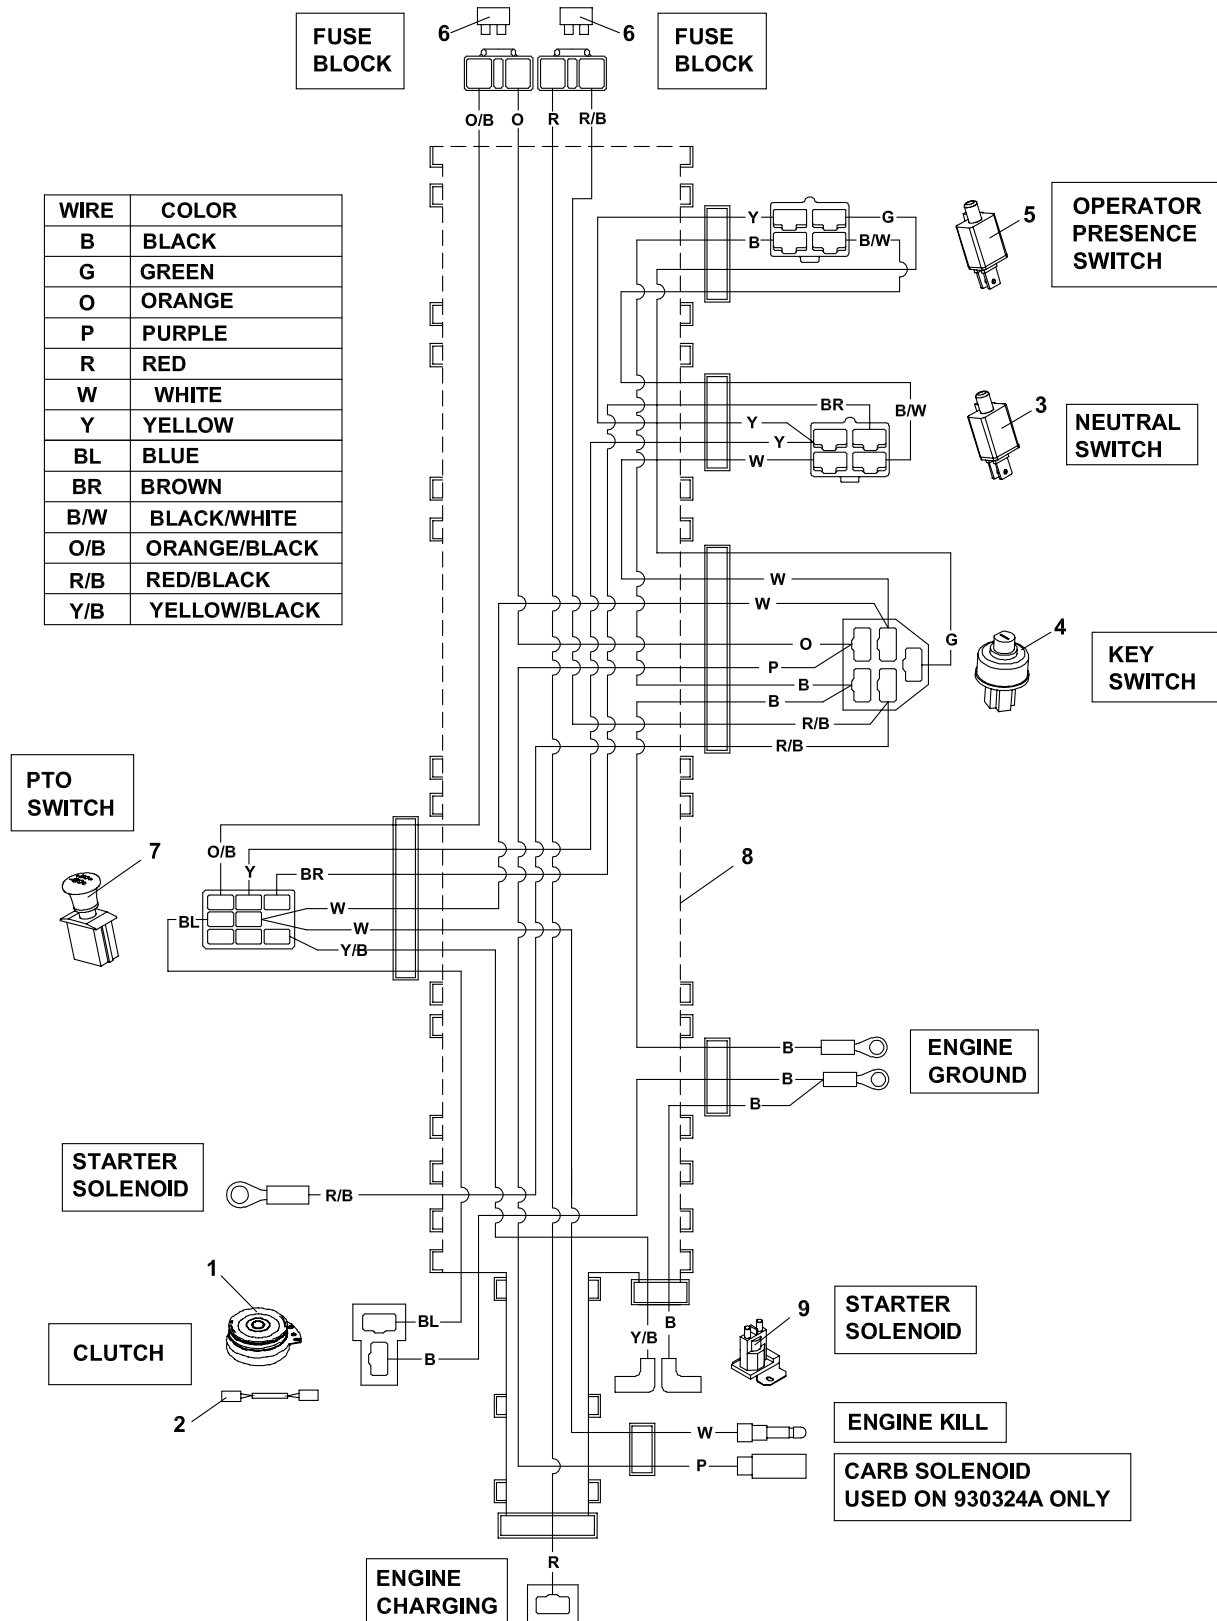 6
6
FUSE
BLOCK
FUSE
BLOCK
O/B
O
R
R/B
WIRE COLOR
B BLACK
G GREEN
O ORANGE
P PURPLE
R RED
W WHITE
Y YELLOW
BL BLUE
BR BROWN
B/W BLACK/WHITE
O/B ORANGE/BLACK
R/B RED/BLACK
Y/B YELLOW/BLACK
Y
G
B
B/W
5
OPERATOR
PRESENCE
SWITCH
BR
B/W
Y
Y
W
3
NEUTRAL
SWITCH
W
W
O
G
P
B
B
R/B
R/B
4
KEY
SWITCH
PTO
SWITCH
7
O/B
Y
BR
BL
W
W
Y/B
8
B
B
B
ENGINE
GROUND
STARTER
SOLENOID
R/B
1
CLUTCH
2
BL
B
Y/B
B
9
STARTER
SOLENOID
W
ENGINE KILL
P
CARB SOLENOID
USED ON 930324A ONLY
R
ENGINE
CHARGING